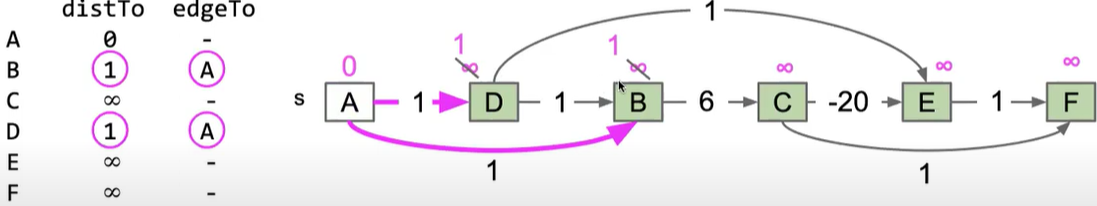 distTo edgeTo
A 0 -
B 1 A
C ∞ -
D 1 A
E ∞ -
F ∞ -
1
1
1
0 ∞ ∞ ∞ ∞ ∞
s A 1 D 1 B 6 C -20 E 1 F
1
1